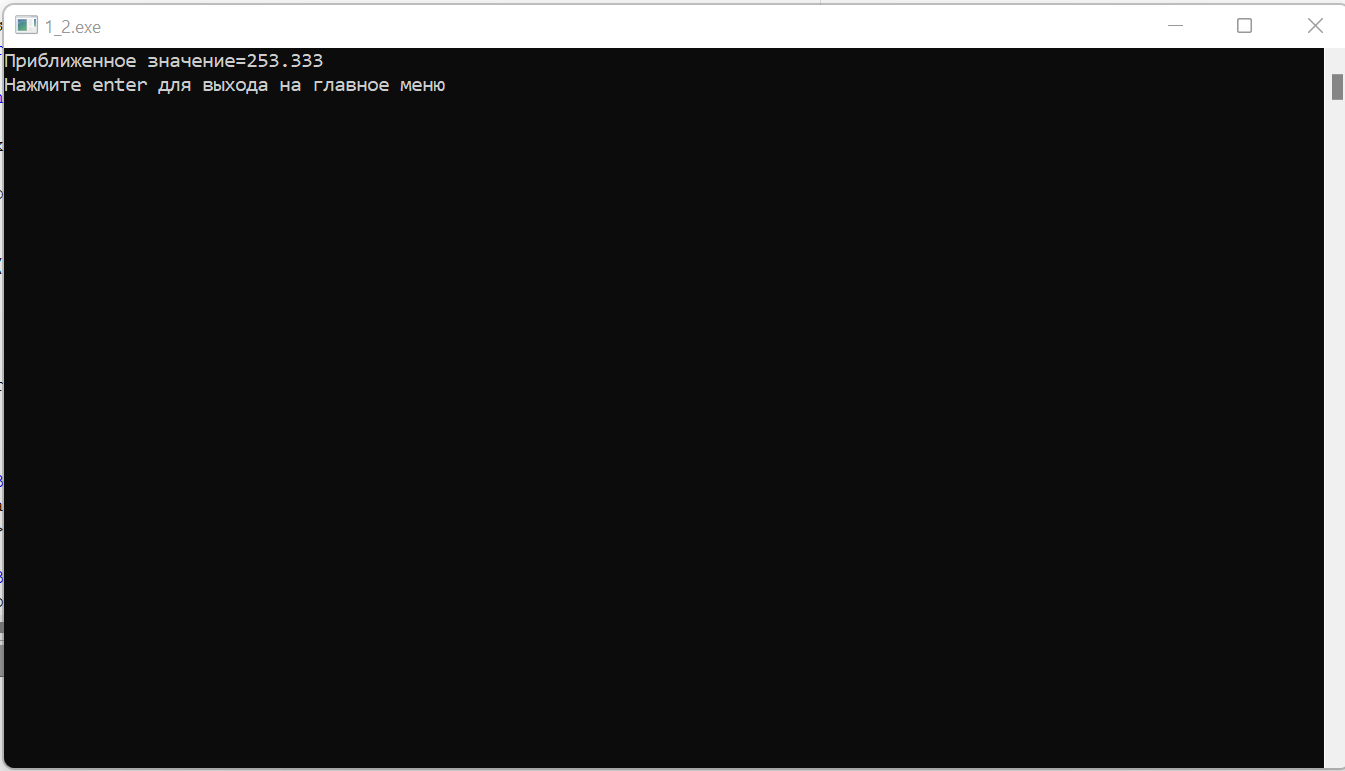 1_2.exe
Приближенное значение=253.333
Нажмите enter для выхода на главное меню